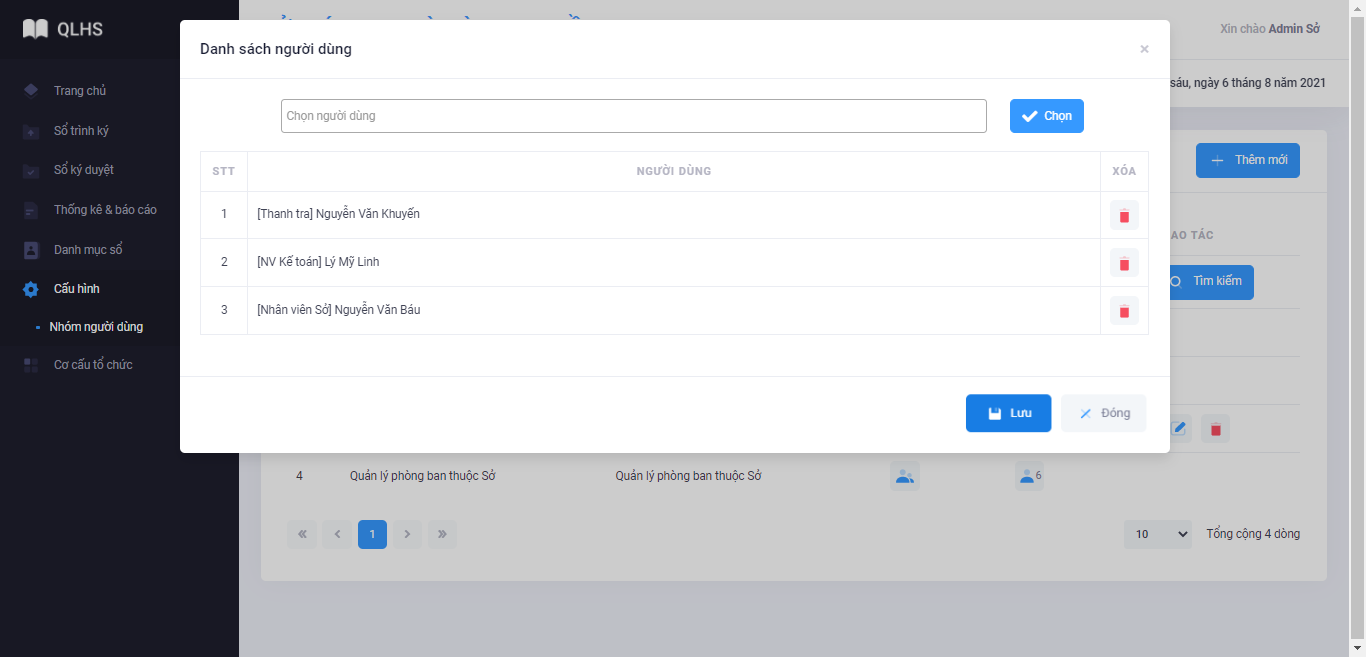 QLHS
Trang chủ
Sổ trình ký
Sổ ký duyệt
Thống kê & báo cáo
Danh mục sổ
Cấu hình
Nhóm người dùng
Cơ cấu tổ chức
Xin chào Admin Sở
sáu, ngày 6 tháng 8 năm 2021
Danh sách người dùng
×
Chọn người dùng
Chọn
STT NGƯỜI DÙNG XÓA
1 [Thanh tra] Nguyễn Văn Khuyến
2 [NV Kế toán] Lý Mỹ Linh
3 [Nhân viên Sở] Nguyễn Văn Báu
Lưu Đóng
Thêm mới
AO TÁC
Tìm kiếm
4 Quản lý phòng ban thuộc Sở Quản lý phòng ban thuộc Sở 6
« < 1 > »
10 Tổng cộng 4 dòng